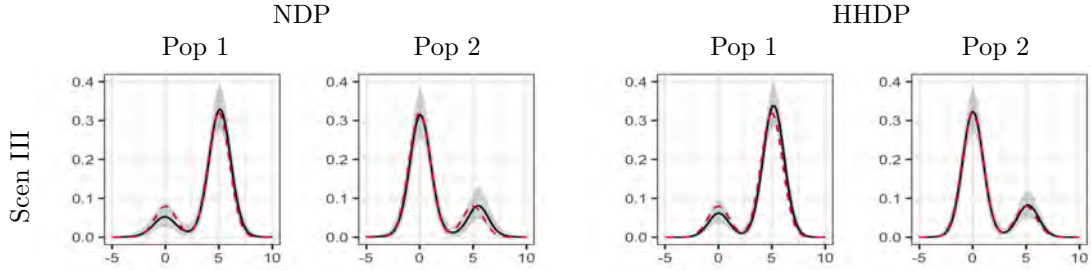 NDP HHDP
Pop 1 Pop 2 Pop 1 Pop 2
Scen III
0.4 0.4 0.4 0.4
0.3 0.3 0.3 0.3
0.2 0.2 0.2 0.2
0.1 0.1 0.1 0.1
0.0 0.0 0.0 0.0
-5 0 5 10 -5 0 5 10 -5 0 5 10 -5 0 5 10